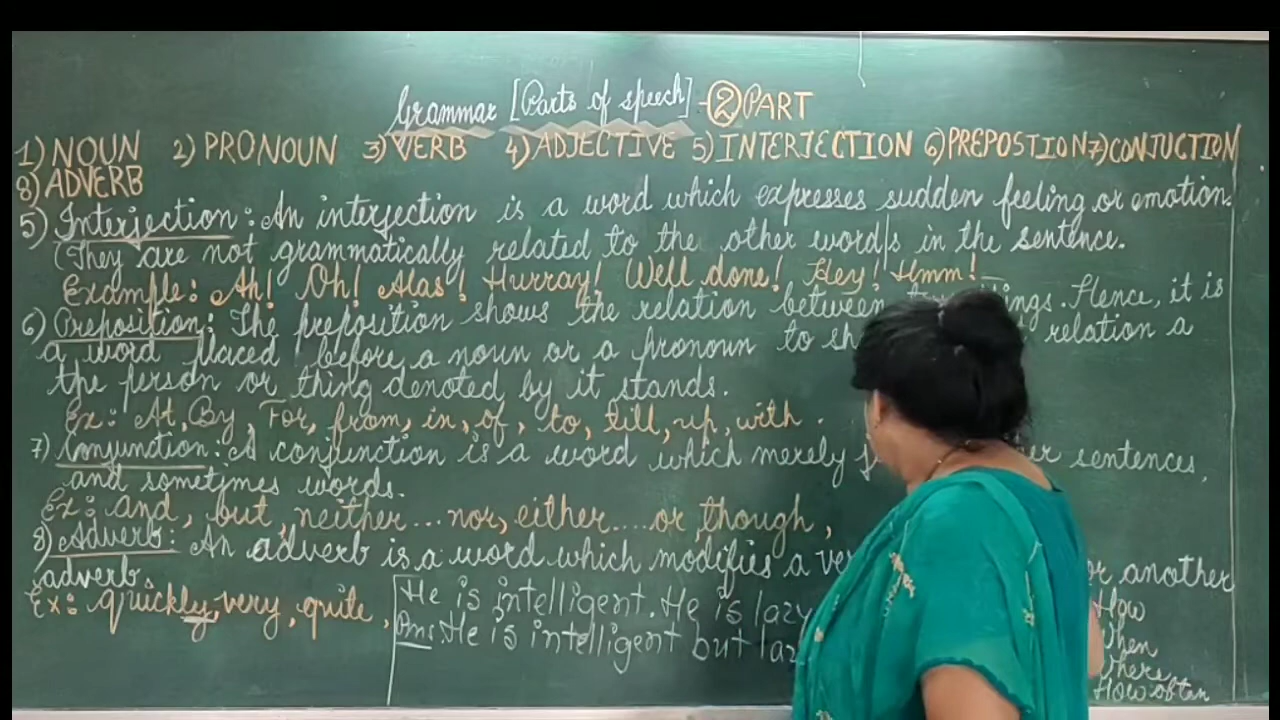 Grammar [Parts of speech] - ② PART
1) NOUN 2) PRONOUN 3) VERB 4) ADJECTIVE 5) INTERJECTION 6) PREPOSTION 7) CONJUCTION
8) ADVERB
5) Interjection : An interjection is a word which expresses sudden feeling or emotion.
(They are not grammatically related to the other words in the sentence.
Example : Ah! Oh! Alas! Hurray! Well done! Hey! Hmm! —
6) Preposition : The preposition shows the relation between things. Hence, it is
a word placed before a noun or a pronoun to relation a
the person or thing denoted by it stands.
Ex : At, By, For, from, in, of, to, till, up, with.
7) Conjunction : A conjunction is a word which merely sentences,
and sometimes words.
Ex : and, but, neither...nor, either....or, though,
8) Adverb : An adverb is a word which modifies a or another
adverb.
Ex : quickly, very, quite,
He is intelligent. He is lazy
Ans: He is intelligent but
How
When
Where
How often